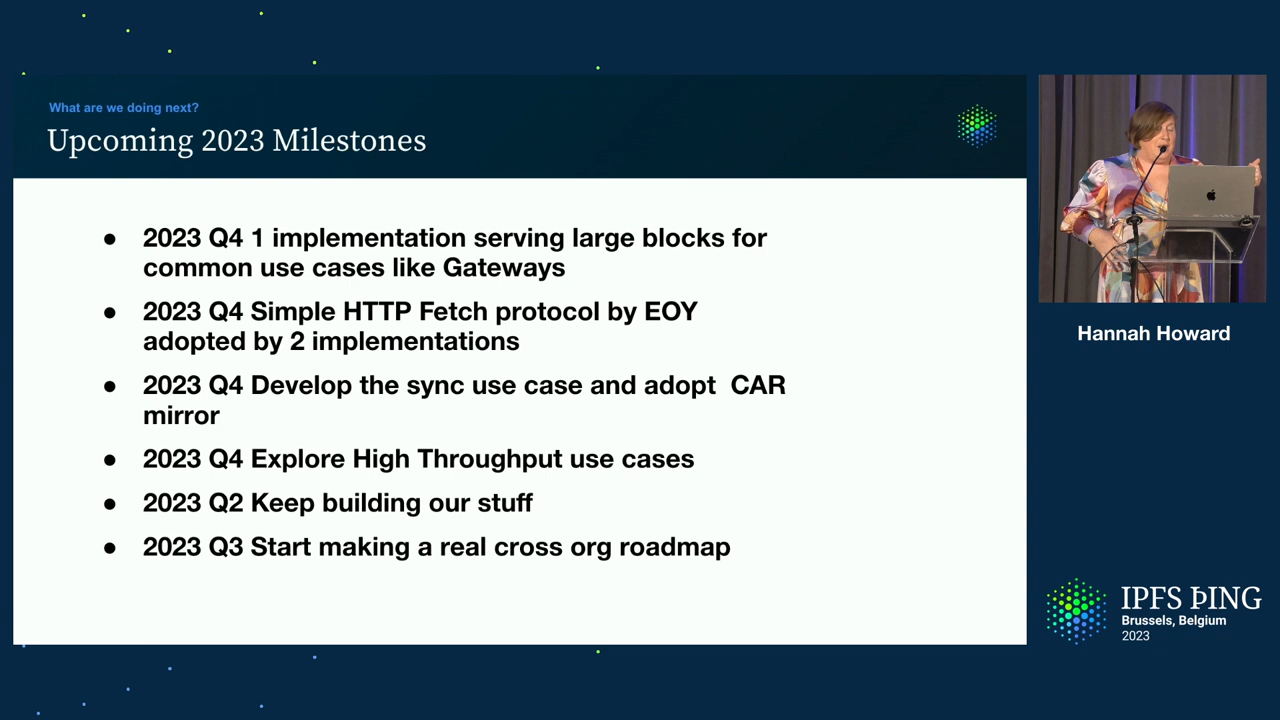 What are we doing next?
Upcoming 2023 Milestones
● 2023 Q4 1 implementation serving large blocks for
common use cases like Gateways
● 2023 Q4 Simple HTTP Fetch protocol by EOY
adopted by 2 implementations
● 2023 Q4 Develop the sync use case and adopt  CAR
mirror
● 2023 Q4 Explore High Throughput use cases
● 2023 Q2 Keep building our stuff
● 2023 Q3 Start making a real cross org roadmap
Hannah Howard
IPFS ÞING
Brussels, Belgium
2023